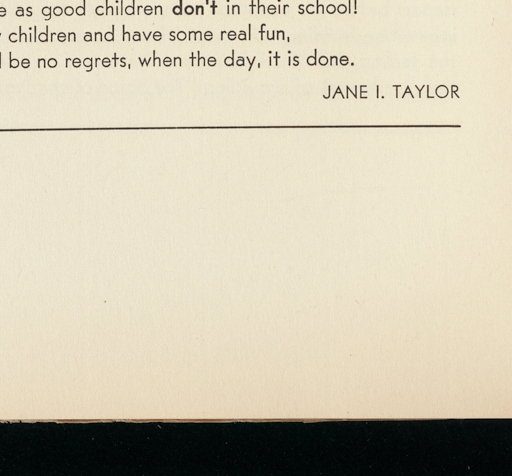 as good children don't in their school!
children and have some real fun,
be no regrets, when the day, it is done.
JANE I. TAYLOR